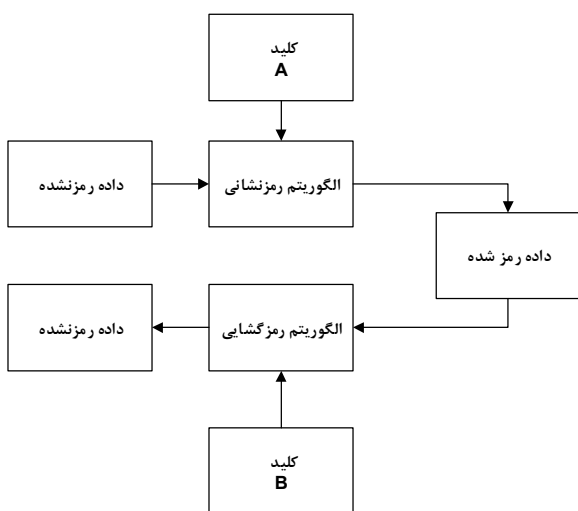 کلید
A
داده رمزنشده
الگوریتم رمزنشانی
داده رمز شده
داده رمزنشده
الگوریتم رمزگشایی
کلید
B